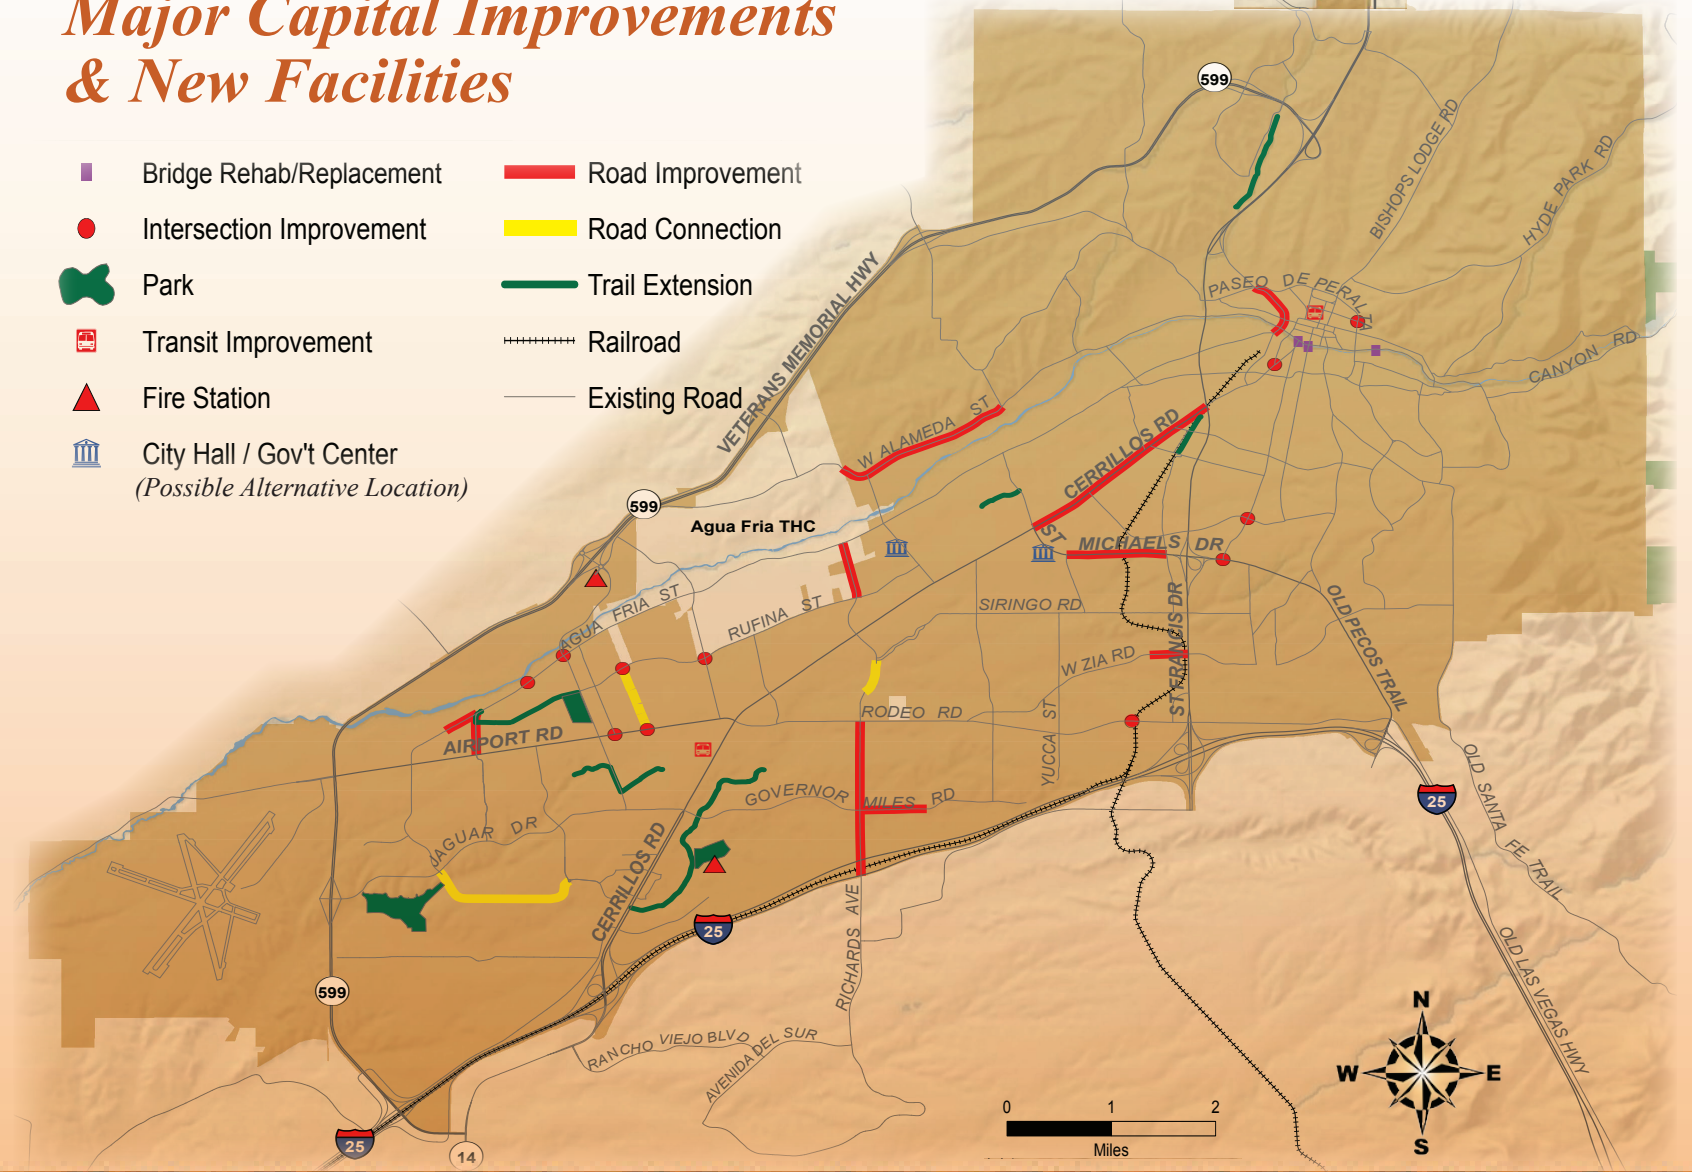 Major Capital Improvements
& New Facilities
Bridge Rehab/Replacement
Intersection Improvement
Park
Transit Improvement
Fire Station
City Hall / Gov't Center
(Possible Alternative Location)
Road Improvement
Road Connection
Trail Extension
Railroad
Existing Road
599
BISHOPS LODGE RD
HYDE PARK RD
VETERANS MEMORIAL HWY
PASEO DE PERALTA
CANYON RD
W ALAMEDA ST
CERRILLOS RD
599
Agua Fria THC
ST MICHAELS DR
AGUA FRIA ST
RUFINA ST
SIRINGO RD
ST FRANCIS DR
OLD PECOS TRAIL
W ZIA RD
RODEO RD
YUCCA ST
AIRPORT RD
GOVERNOR MILES RD
JAGUAR DR
CERRILLOS RD
OLD SANTA FE TRAIL
25
25
RICHARDS AVE
OLD LAS VEGAS HWY
599
RANCHO VIEJO BLVD
AVENIDA DEL SUR
25
14
N
W
E
S
0 1 2
Miles